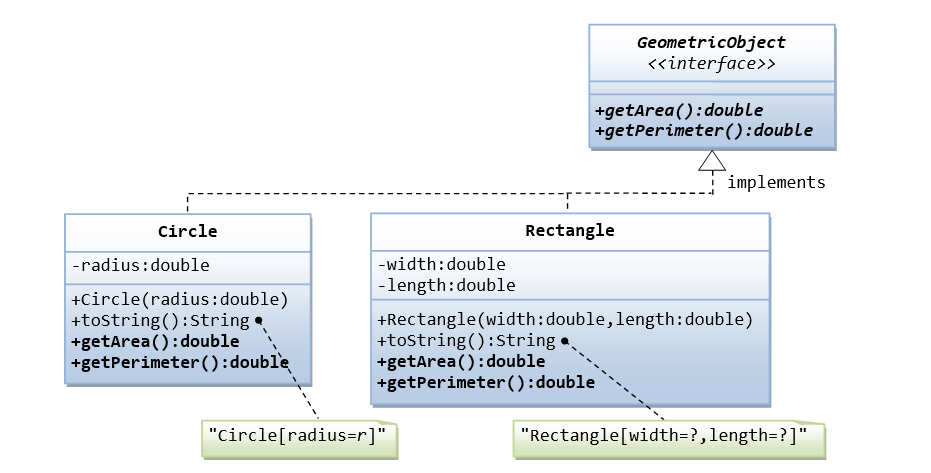 GeometricObject
<<interface>>
+getArea():double
+getPerimeter():double
implements
Circle
-radius:double
+Circle(radius:double)
+toString():String
+getArea():double
+getPerimeter():double
"Circle[radius=r]"
Rectangle
-width:double
-length:double
+Rectangle(width:double,length:double)
+toString():String
+getArea():double
+getPerimeter():double
"Rectangle[width=?,length=?]"